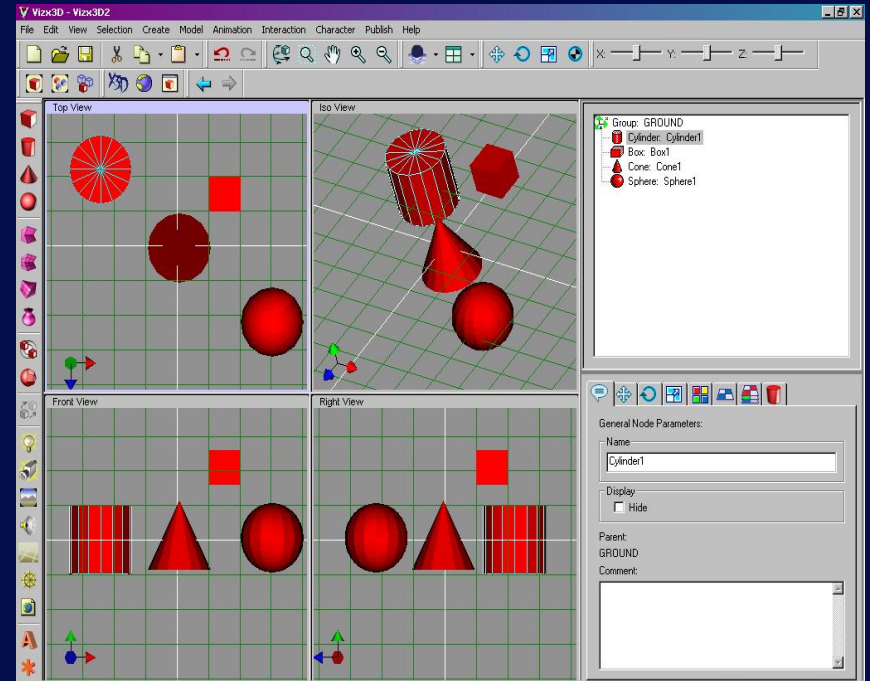 Vizx3D - Vizx3D2
File Edit View Selection Create Model Animation Interaction Character Publish Help
X: Y: Z:
X3D
Top View
Iso View
Group: GROUND
Cylinder: Cylinder1
Box: Box1
Cone: Cone1
Sphere: Sphere1
Front View
Right View
General Node Parameters:
Name
Cylinder1
Display
Hide
Parent:
GROUND
Comment:
A